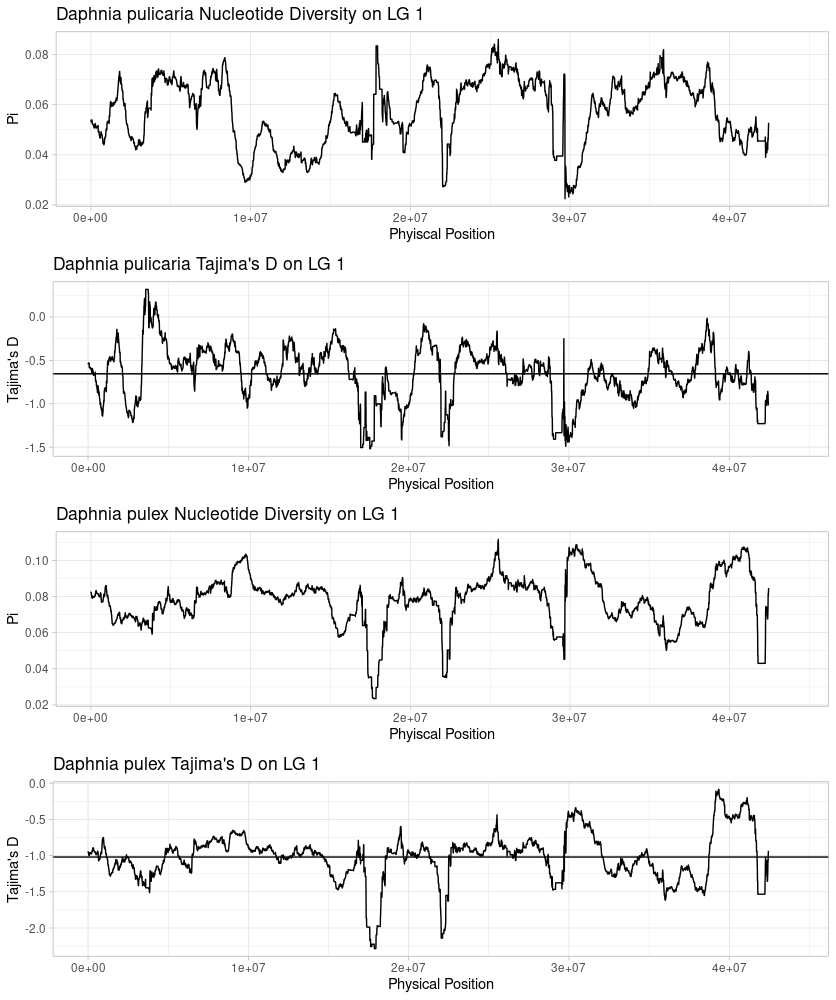 Daphnia pulicaria Nucleotide Diversity on LG 1
Pi
0.08
0.06
0.04
0.02
0e+00 1e+07 2e+07 3e+07 4e+07
Phyiscal Position
Daphnia pulicaria Tajima's D on LG 1
Tajima's D
0.0
-0.5
-1.0
-1.5
0e+00 1e+07 2e+07 3e+07 4e+07
Physical Position
Daphnia pulex Nucleotide Diversity on LG 1
Pi
0.10
0.08
0.06
0.04
0.02
0e+00 1e+07 2e+07 3e+07 4e+07
Phyiscal Position
Daphnia pulex Tajima's D on LG 1
Tajima's D
0.0
-0.5
-1.0
-1.5
-2.0
0e+00 1e+07 2e+07 3e+07 4e+07
Physical Position